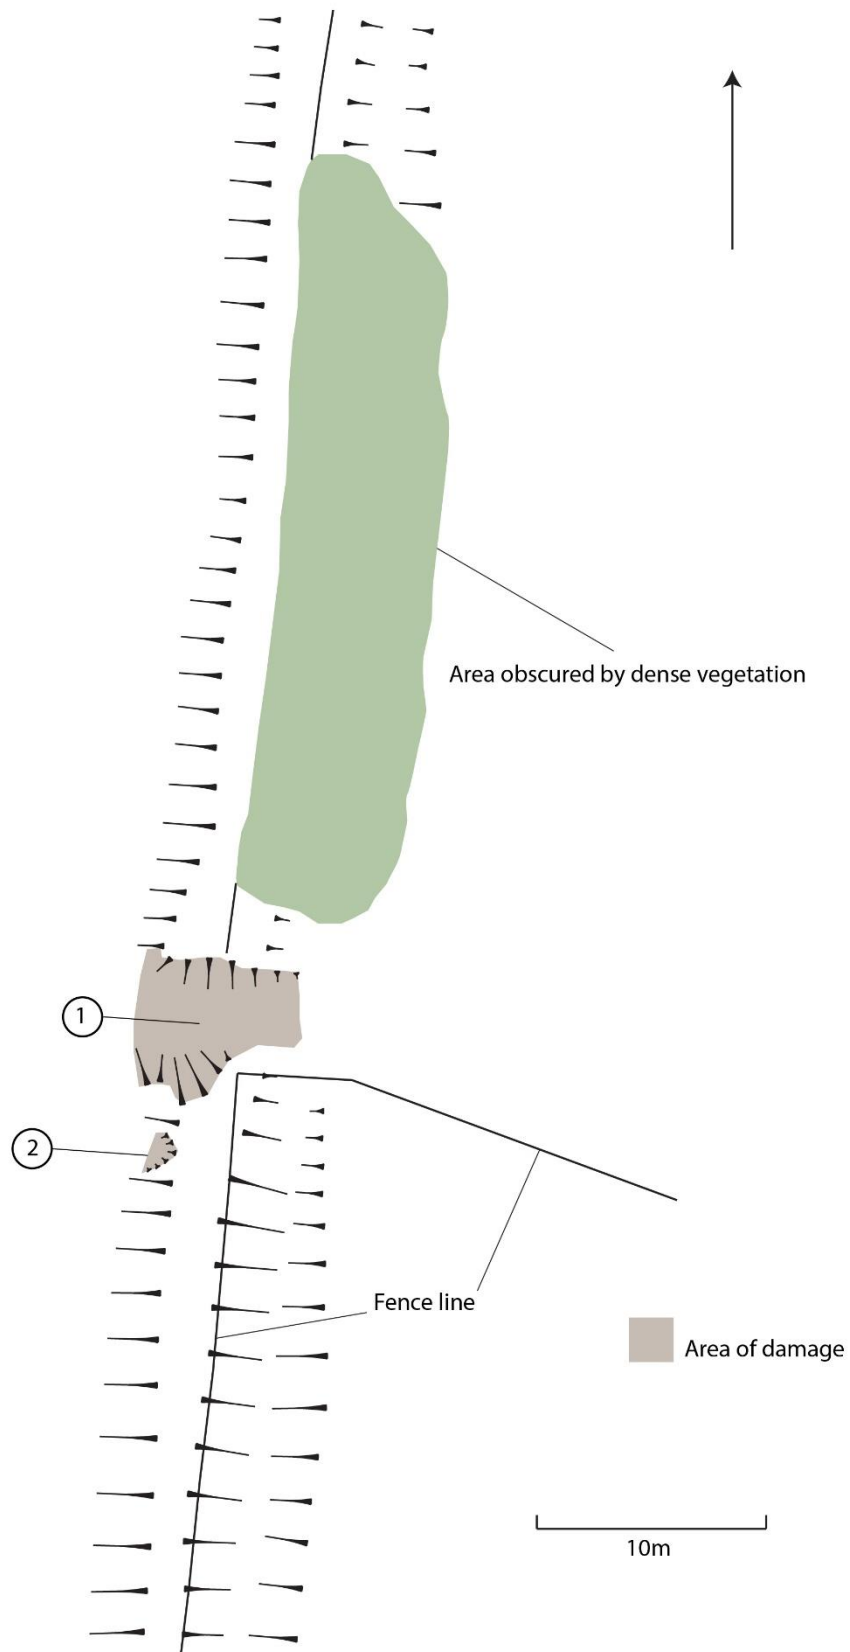 Area obscured by dense vegetation
1
2
Fence line
Area of damage
10m